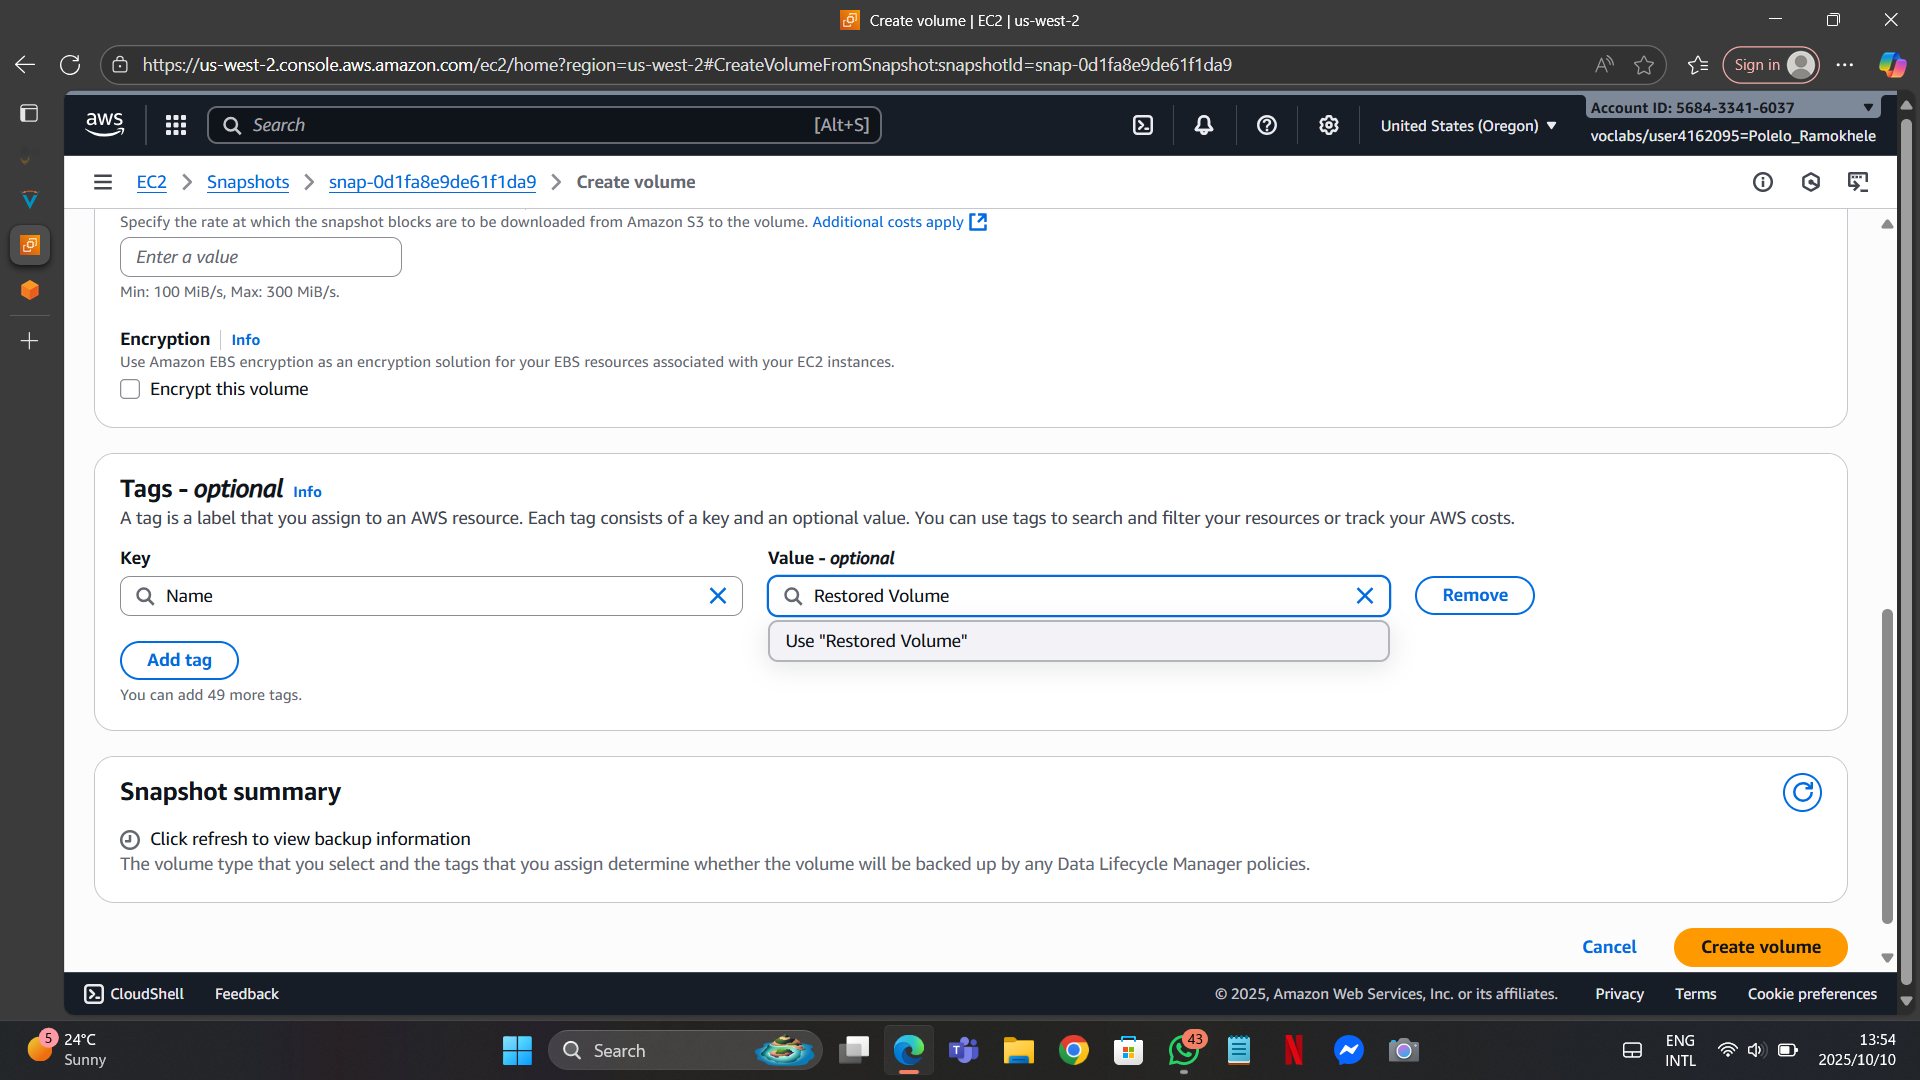 Create volume | EC2 | us-west-2
https://us-west-2.console.aws.amazon.com/ec2/home?region=us-west-2#CreateVolumeFromSnapshot:snapshotId=snap-0d1fa8e9de61f1da9
Sign in
aws
Search
[Alt+S]
United States (Oregon)
Account ID: 5684-3341-6037
voclabs/user4162095=Polelo_Ramokhele
EC2 > Snapshots > snap-0d1fa8e9de61f1da9 > Create volume
Specify the rate at which the snapshot blocks are to be downloaded from Amazon S3 to the volume. Additional costs apply
Enter a value
Min: 100 MiB/s, Max: 300 MiB/s.
Encryption Info
Use Amazon EBS encryption as an encryption solution for your EBS resources associated with your EC2 instances.
Encrypt this volume
Tags - optional Info
A tag is a label that you assign to an AWS resource. Each tag consists of a key and an optional value. You can use tags to search and filter your resources or track your AWS costs.
Key
Value - optional
Name
Restored Volume
Remove
Use "Restored Volume"
Add tag
You can add 49 more tags.
Snapshot summary
Click refresh to view backup information
The volume type that you select and the tags that you assign determine whether the volume will be backed up by any Data Lifecycle Manager policies.
Cancel
Create volume
CloudShell
Feedback
© 2025, Amazon Web Services, Inc. or its affiliates.
Privacy
Terms
Cookie preferences
5
24°C
Sunny
Search
43
ENG
INTL
13:54
2025/10/10